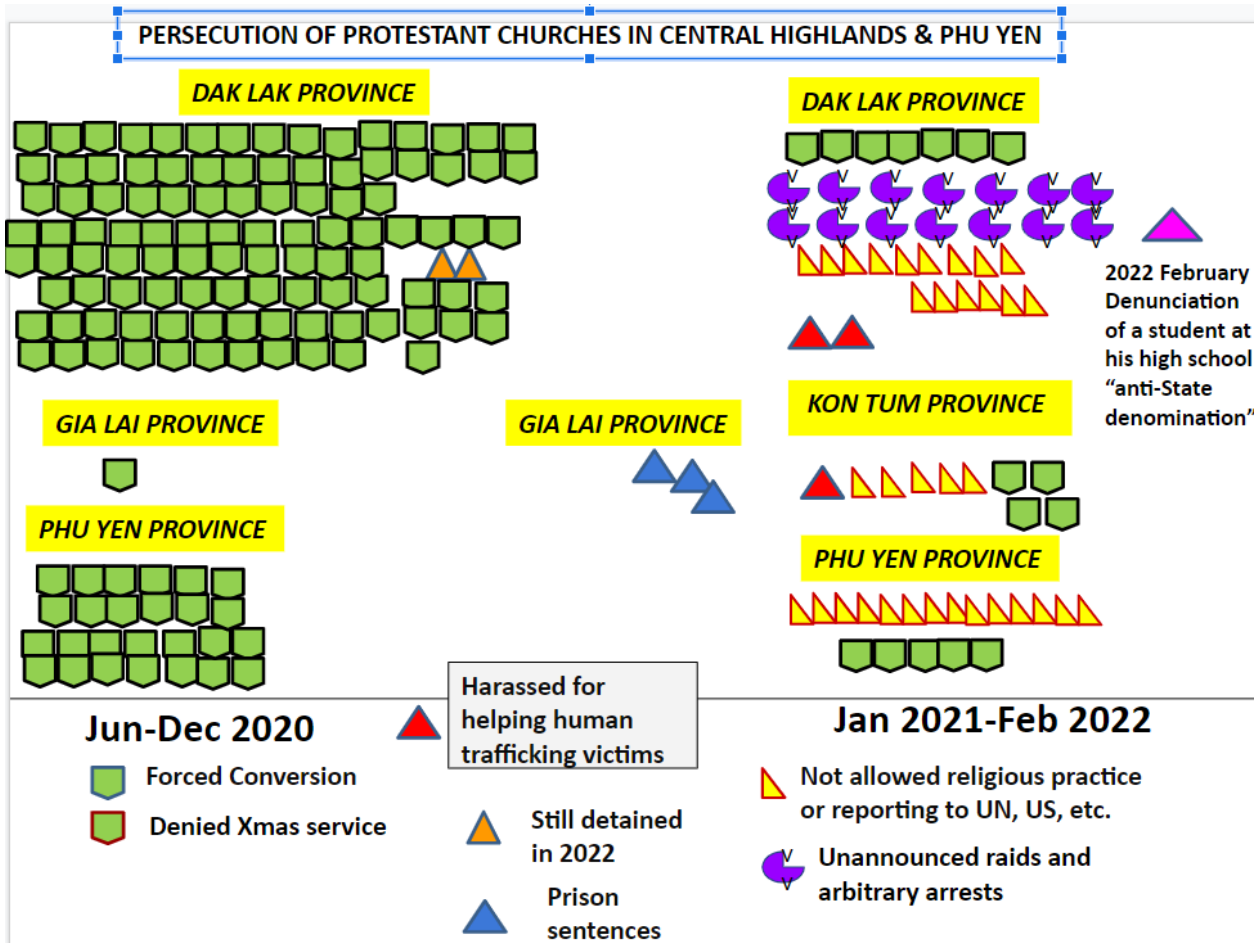 PERSECUTION OF PROTESTANT CHURCHES IN CENTRAL HIGHLANDS & PHU YEN
DAK LAK PROVINCE
GIA LAI PROVINCE
PHU YEN PROVINCE
GIA LAI PROVINCE
DAK LAK PROVINCE
V V V V V V V
V V V V V V V
V V V V V V V
V V V V V V V
2022 February
Denunciation
of a student at
his high school
“anti-State
denomination”
KON TUM PROVINCE
PHU YEN PROVINCE
Jun-Dec 2020
Forced Conversion
Denied Xmas service
Harassed for
helping human
trafficking victims
Still detained
in 2022
Prison
sentences
Jan 2021-Feb 2022
Not allowed religious practice
or reporting to UN, US, etc.
V
V
Unannounced raids and
arbitrary arrests